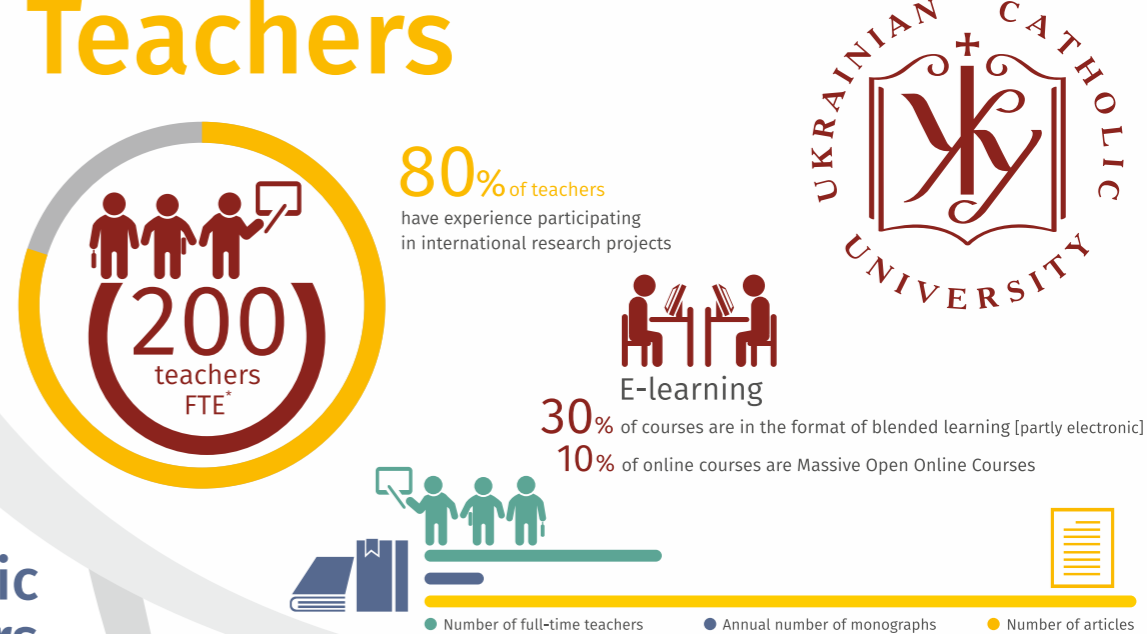 Teachers
UKRAINIAN CATHOLIC
UNIVERSITY
80% of teachers
have experience participating
in international research projects
200
teachers
FTE*
E-learning
30% of courses are in the format of blended learning [partly electronic]
10% of online courses are Massive Open Online Courses
ic
Number of full-time teachers
Annual number of monographs
Number of articles